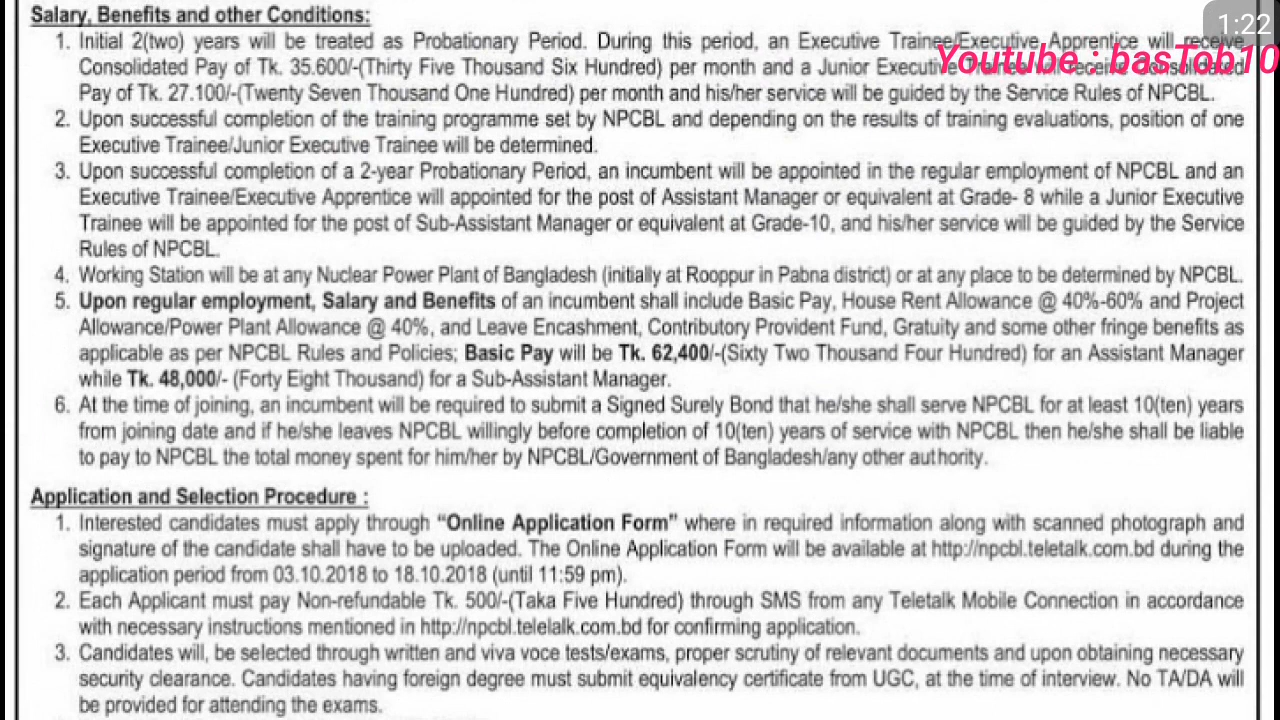 Salary, Benefits and other Conditions:
1:22
1. Initial 2(two) years will be treated as Probationary Period. During this period, an Executive Trainee/Executive Apprentice will receive
Youtube : basTob10
Consolidated Pay of Tk. 35.600/-(Thirty Five Thousand Six Hundred) per month and a Junior Executive Trainee will receive Consolidated
Pay of Tk. 27.100/-(Twenty Seven Thousand One Hundred) per month and his/her service will be guided by the Service Rules of NPCBL.
2. Upon successful completion of the training programme set by NPCBL and depending on the results of training evaluations, position of one
Executive Trainee/Junior Executive Trainee will be determined.
3. Upon successful completion of a 2-year Probationary Period, an incumbent will be appointed in the regular employment of NPCBL and an
Executive Trainee/Executive Apprentice will appointed for the post of Assistant Manager or equivalent at Grade- 8 while a Junior Executive
Trainee will be appointed for the post of Sub-Assistant Manager or equivalent at Grade-10, and his/her service will be guided by the Service
Rules of NPCBL.
4. Working Station will be at any Nuclear Power Plant of Bangladesh (initially at Rooppur in Pabna district) or at any place to be determined by NPCBL.
5. Upon regular employment, Salary and Benefits of an incumbent shall include Basic Pay, House Rent Allowance @ 40%-60% and Project
Allowance/Power Plant Allowance @ 40%, and Leave Encashment, Contributory Provident Fund, Gratuity and some other fringe benefits as
applicable as per NPCBL Rules and Policies; Basic Pay will be Tk. 62,400/-(Sixty Two Thousand Four Hundred) for an Assistant Manager
while Tk. 48,000/- (Forty Eight Thousand) for a Sub-Assistant Manager.
6. At the time of joining, an incumbent will be required to submit a Signed Surely Bond that he/she shall serve NPCBL for at least 10(ten) years
from joining date and if he/she leaves NPCBL willingly before completion of 10(ten) years of service with NPCBL then he/she shall be liable
to pay to NPCBL the total money spent for him/her by NPCBL/Government of Bangladesh/any other authority.
Application and Selection Procedure :
1. Interested candidates must apply through “Online Application Form” where in required information along with scanned photograph and
signature of the candidate shall have to be uploaded. The Online Application Form will be available at http://npcbl.teletalk.com.bd during the
application period from 03.10.2018 to 18.10.2018 (until 11:59 pm).
2. Each Applicant must pay Non-refundable Tk. 500/-(Taka Five Hundred) through SMS from any Teletalk Mobile Connection in accordance
with necessary instructions mentioned in http://npcbl.telelalk.com.bd for confirming application.
3. Candidates will, be selected through written and viva voce tests/exams, proper scrutiny of relevant documents and upon obtaining necessary
security clearance. Candidates having foreign degree must submit equivalency certificate from UGC, at the time of interview. No TA/DA will
be provided for attending the exams.